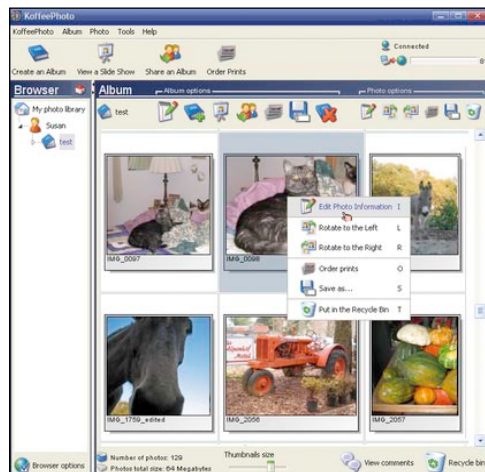 KoffeePhoto
KoffeePhoto Album Photo Tools Help
Connected
Create an Album View a Slide Show Share an Album Order Prints
Browser Album Album options Photo options
My photo library
test
Susan
test
Edit Photo Information I
Rotate to the Left L
Rotate to the Right R
Order prints O
Save as... S
Put in the Recycle Bin T
IMG_0097 IMG_0098
IMG_1759_edited IMG_2056 IMG_2057
Number of photos: 129
Photos total size: 64 Megabytes
Thumbnails size
Browser options
View comments
Recycle bin